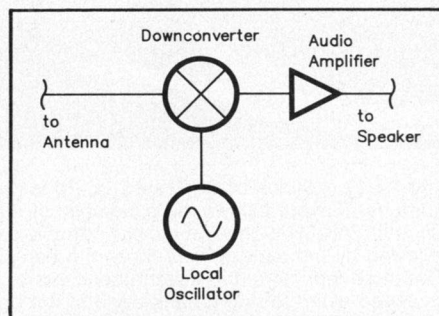 Downconverter
Audio
Amplifier
to
Antenna
to
Speaker
Local
Oscillator